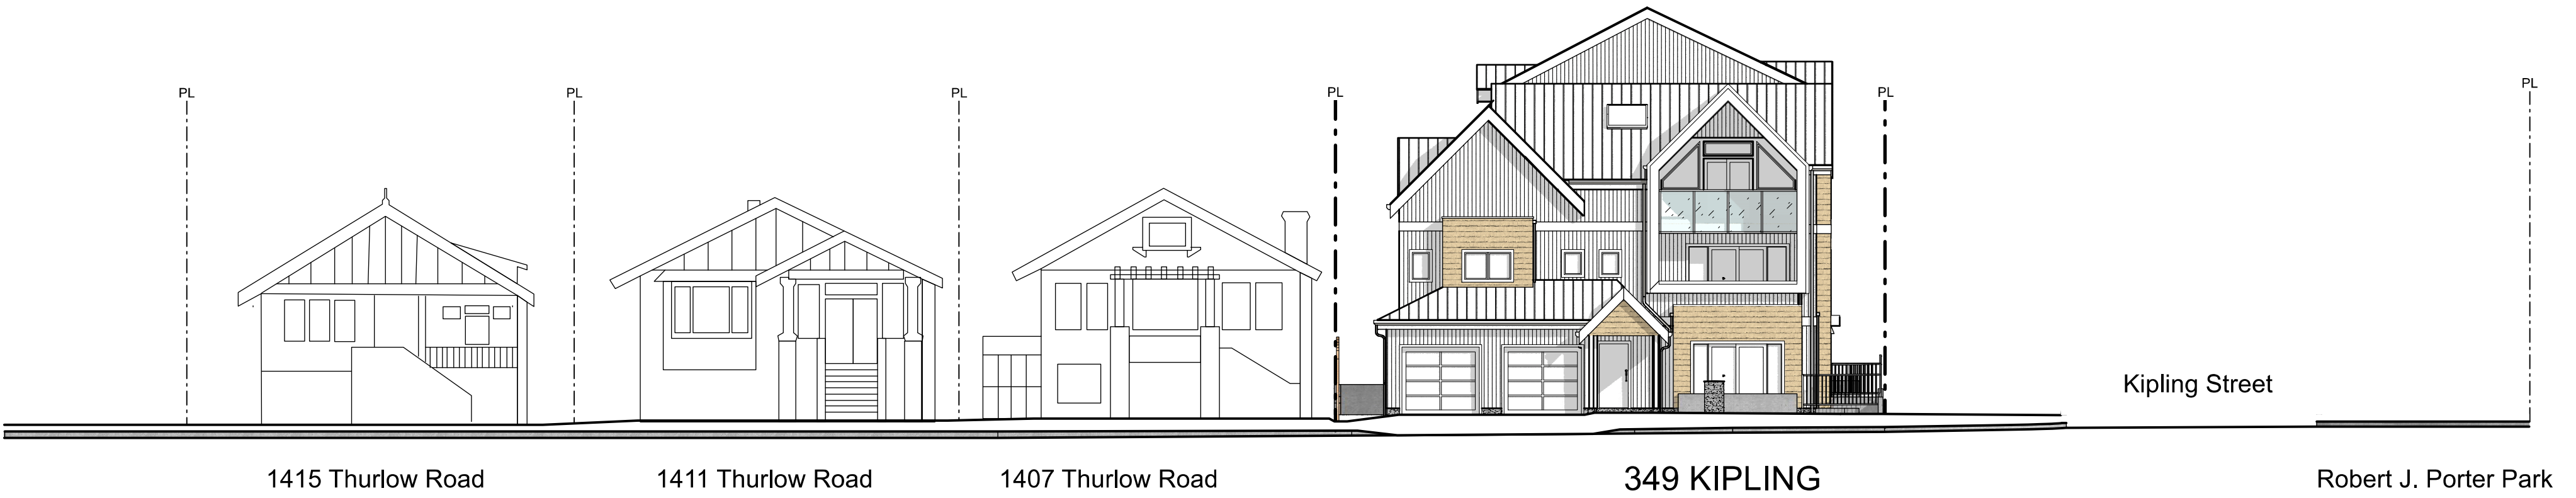 PL
PL
PL
PL
PL
PL
Kipling Street
1415 Thurlow Road
1411 Thurlow Road
1407 Thurlow Road
349 KIPLING
Robert J. Porter Park